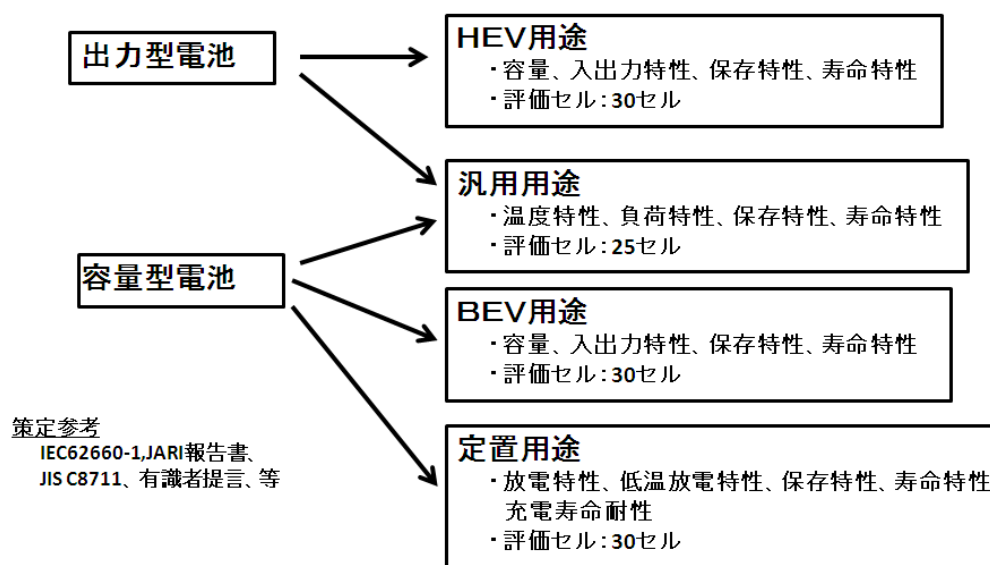 出力型電池
HEV用途
・容量、入出力特性、保存特性、寿命特性
・評価セル：30セル
汎用用途
・温度特性、負荷特性、保存特性、寿命特性
・評価セル：25セル
容量型電池
BEV用途
・容量、入出力特性、保存特性、寿命特性
・評価セル：30セル
策定参考
IEC62660-1,JARI報告書、
JIS C8711、有識者提言、等
定置用途
・放電特性、低温放電特性、保存特性、寿命特性
充電寿命耐性
・評価セル：30セル